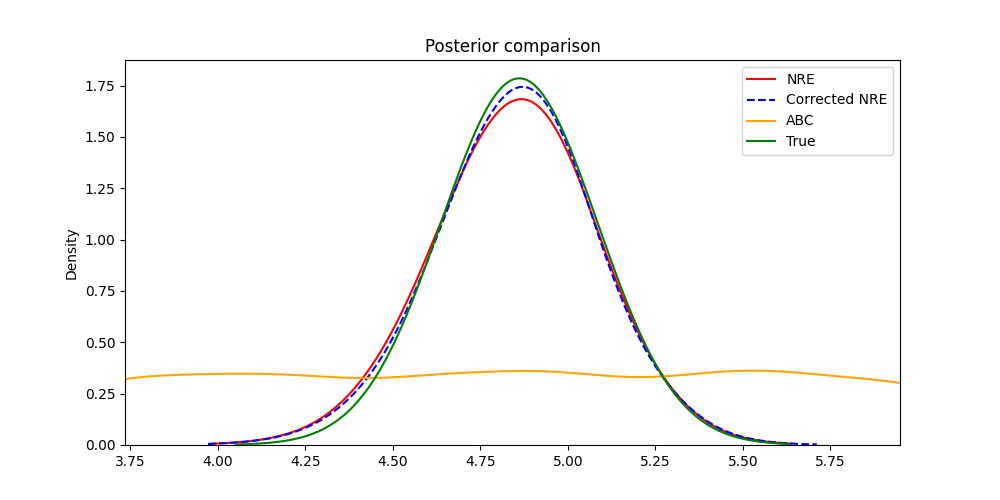 Posterior comparison
NRE
Corrected NRE
ABC
True
Density
1.75
1.50
1.25
1.00
0.75
0.50
0.25
0.00
3.75 4.00 4.25 4.50 4.75 5.00 5.25 5.50 5.75